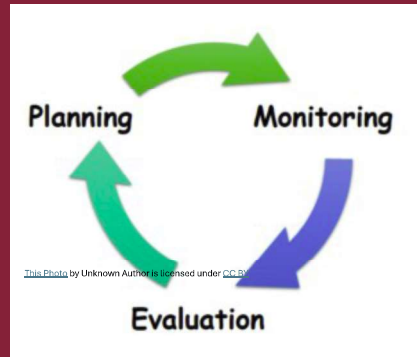 Planning
Monitoring
This Photo by Unknown Author is licensed under CC BY
Evaluation